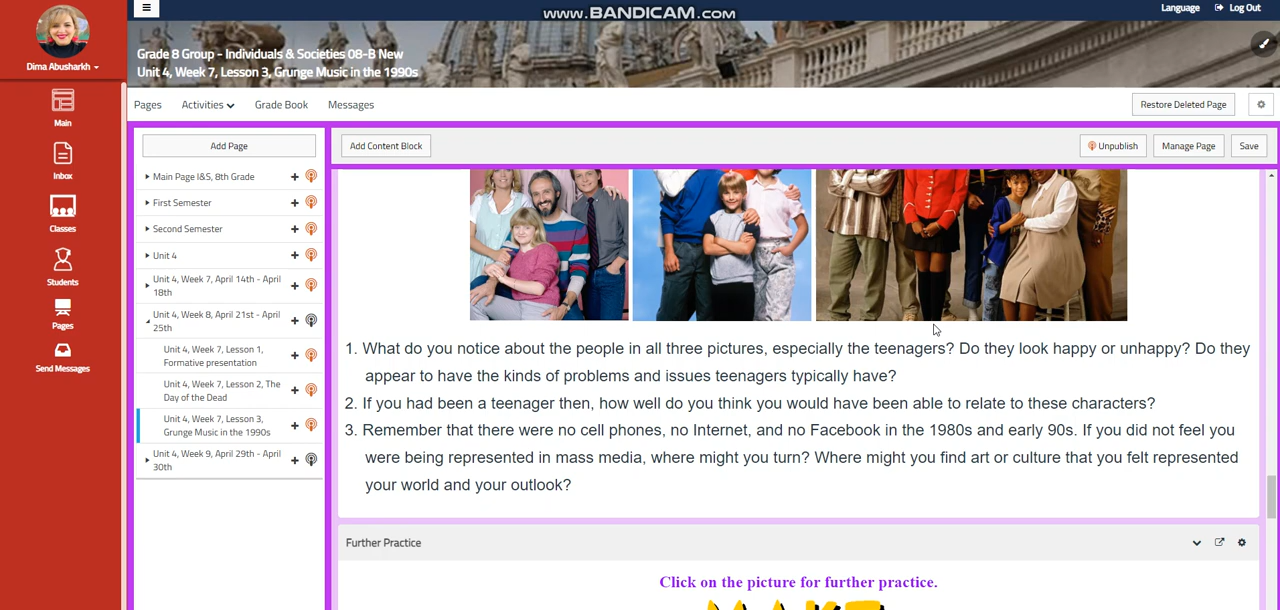 www.BANDICAM.com
Language
Log Out
Dima Abusharkh
Grade 8 Group - Individuals & Societies 08-B New
Unit 4, Week 7, Lesson 3, Grunge Music in the 1990s
Pages
Activities
Grade Book
Messages
Restore Deleted Page
Main
Inbox
Classes
Students
Pages
Send Messages
Add Page
Main Page I&S, 8th Grade
First Semester
Second Semester
Unit 4
Unit 4, Week 7, April 14th - April
18th
Unit 4, Week 8, April 21st - April
25th
Unit 4, Week 7, Lesson 1,
Formative presentation
Unit 4, Week 7, Lesson 2, The
Day of the Dead
Unit 4, Week 7, Lesson 3,
Grunge Music in the 1990s
Unit 4, Week 9, April 29th - April
30th
Add Content Block
Unpublish
Manage Page
Save
1. What do you notice about the people in all three pictures, especially the teenagers? Do they look happy or unhappy? Do they
appear to have the kinds of problems and issues teenagers typically have?
2. If you had been a teenager then, how well do you think you would have been able to relate to these characters?
3. Remember that there were no cell phones, no Internet, and no Facebook in the 1980s and early 90s. If you did not feel you
were being represented in mass media, where might you turn? Where might you find art or culture that you felt represented
your world and your outlook?
Further Practice
Click on the picture for further practice.